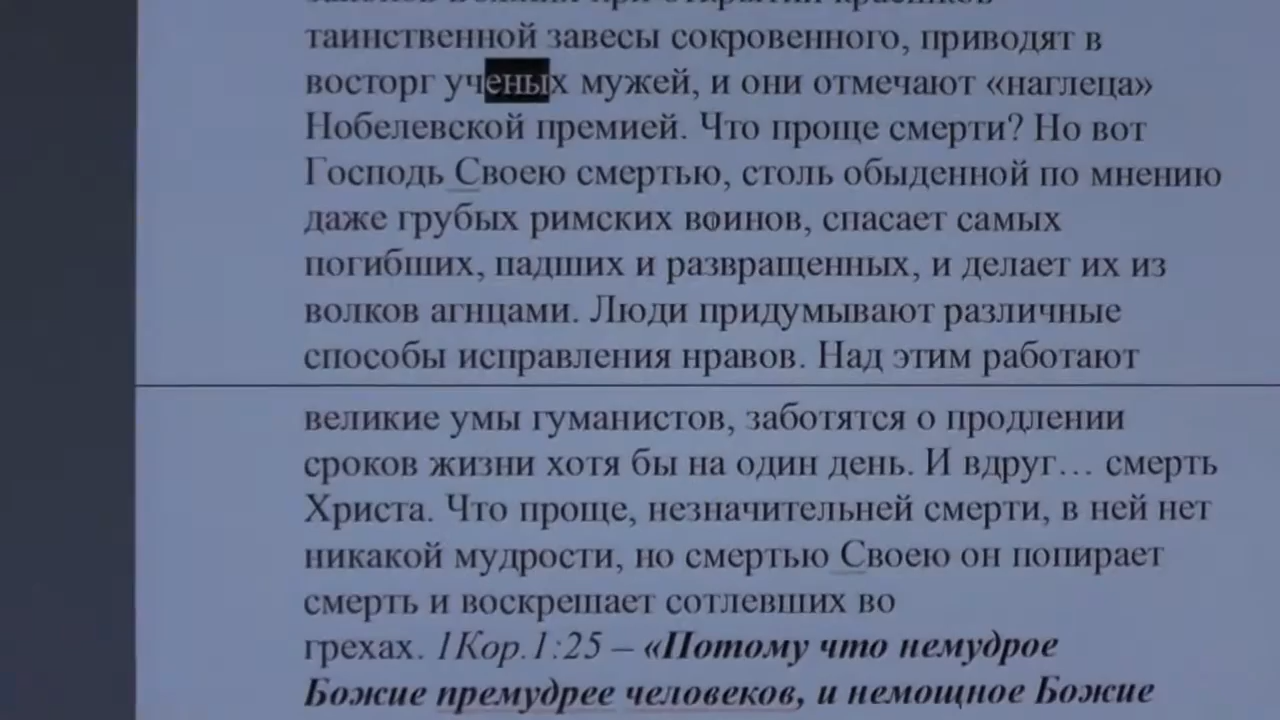 таинственной завесы сокровенного, приводят в
восторг ученых мужей, и они отмечают «наглеца»
Нобелевской премией. Что проще смерти? Но вот
Господь Своею смертью, столь обыденной по мнению
даже грубых римских воинов, спасает самых
погибших, падших и развращенных, и делает их из
волков агнцами. Люди придумывают различные
способы исправления нравов. Над этим работают
великие умы гуманистов, заботятся о продлении
сроков жизни хотя бы на один день. И вдруг… смерть
Христа. Что проще, незначительней смерти, в ней нет
никакой мудрости, но смертью Своею он попирает
смерть и воскрешает сотлевших во
грехах. 1Кор.1:25 – «Потому что немудрое
Божие премудрее человеков, и немощное Божие